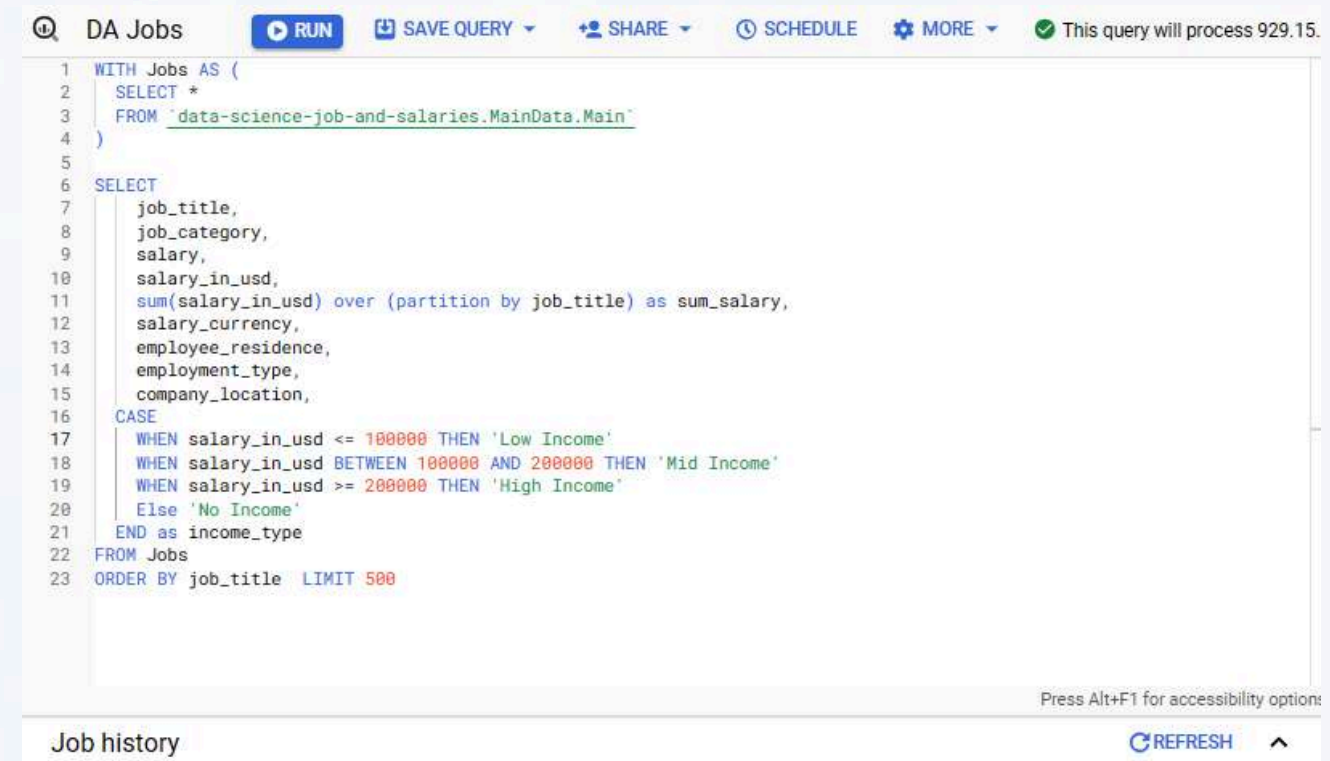 DA Jobs RUN SAVE QUERY SHARE SCHEDULE MORE This query will process 929.15.
1 WITH Jobs AS (
2 SELECT *
3 FROM `data-science-job-and-salaries.MainData.Main`
4 )
5
6 SELECT
7 job_title,
8 job_category,
9 salary,
10 salary_in_usd,
11 sum(salary_in_usd) over (partition by job_title) as sum_salary,
12 salary_currency,
13 employee_residence,
14 employment_type,
15 company_location,
16 CASE
17 WHEN salary_in_usd <= 100000 THEN 'Low Income'
18 WHEN salary_in_usd BETWEEN 100000 AND 200000 THEN 'Mid Income'
19 WHEN salary_in_usd >= 200000 THEN 'High Income'
20 Else 'No Income'
21 END as income_type
22 FROM Jobs
23 ORDER BY job_title LIMIT 500
Press Alt+F1 for accessibility options
Job history REFRESH